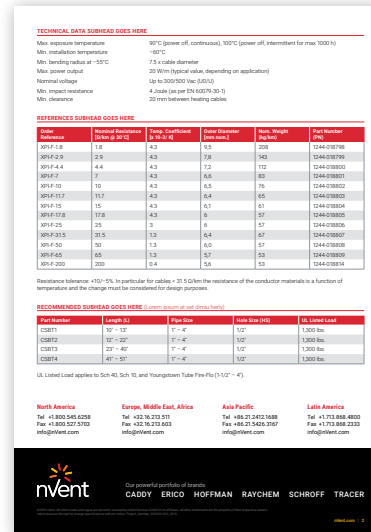 TECHNICAL DATA SUBHEAD GOES HERE
Max. exposure temperature 90°C (power off, continuous), 100°C (power off, intermittent for max 1000 h)
Min. installation temperature –60°C
Min. bending radius at –55°C 7.5 x cable diameter
Max. power output 20 W/m (typical value, depending on application)
Nominal voltage Up to 300/500 Vac (U0/U)
Min. impact resistance 4 Joule (as per EN 60079-30-1)
Min. clearance 20 mm between heating cables
REFERENCES SUBHEAD GOES HERE
Order Reference Nominal Resistance [Ω/km @ 20°C] Temp. Coefficient [x 10-3/ K] Outer Diameter [mm nom.] Nom. Weight (kg/km) Part Number (PN)
XPI-F-1.8 1.8 4.3 9,5 208 1244-018798
XPI-F-2.9 2.9 4.3 7,8 143 1244-018799
XPI-F-4.4 4.4 4.3 7,2 112 1244-018800
XPI-F-7 7 4.3 6,6 83 1244-018801
XPI-F-10 10 4.3 6,5 76 1244-018802
XPI-F-11.7 11.7 4.3 6,4 65 1244-018803
XPI-F-15 15 4.3 6,1 61 1244-018804
XPI-F-17.8 17.8 4.3 6 57 1244-018805
XPI-F-25 25 3 6 57 1244-018806
XPI-F-31.5 31.5 1.3 6,4 67 1244-018807
XPI-F-50 50 1.3 6,0 57 1244-018808
XPI-F-65 65 1.3 5,7 53 1244-018809
XPI-F-200 200 0.4 5,6 53 1244-018814
Resistance tolerance: +10/–5%. In particular for cables < 31.5 Ω/km the resistance of the conductor materials is a function of
temperature and the change must be considered for design purposes.
RECOMMENDED SUBHEAD GOES HERE (Lorem ipsum at set dimsu herly)
Part Number Length (L) Pipe Size Hole Size (HS) UL Listed Load
CSBT1 10" – 13" 1" – 4" 1/2" 1,300 lbs.
CSBT2 12" – 22" 1" – 4" 1/2" 1,300 lbs.
CSBT3 23" – 40" 1" – 4" 1/2" 1,300 lbs.
CSBT4 41" – 51" 1" – 4" 1/2" 1,300 lbs.
UL Listed Load applies to Sch 40, Sch 10, and Youngstown Tube Fire-Flo (1-1/2" – 4").
North America Europe, Middle East, Africa Asia Pacific Latin America
Tel +1.800.545.6258 Tel +32.16.213.511 Tel +86.21.2412.1688 Tel +1.713.868.4800
Fax +1.800.527.5703 Fax +32.16.213.603 Fax +86.21.5426.3167 Fax +1.713.868.2333
info@nVent.com info@nVent.com info@nVent.com info@nVent.com
nvent
Our powerful portfolio of brands:
CADDY ERICO HOFFMAN RAYCHEM SCHROFF TRACER
nVent.com | 2